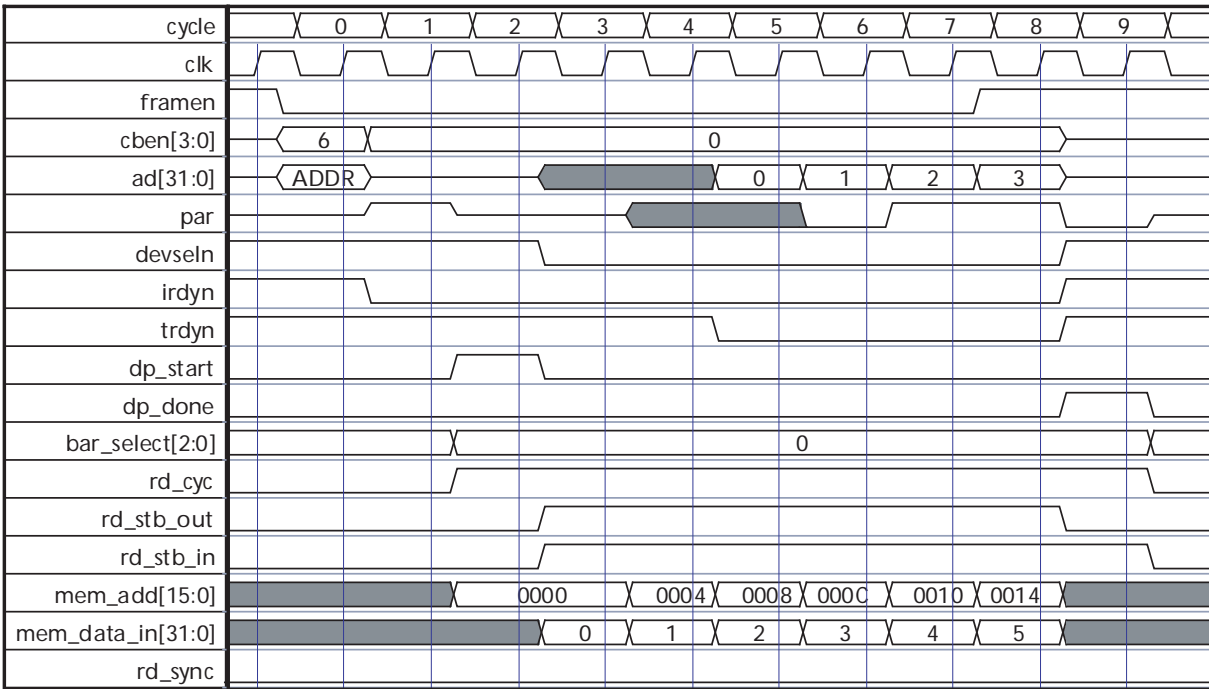 cycle 0 1 2 3 4 5 6 7 8 9
clk
framen
cben[3:0] 6 0
ad[31:0] ADDR 0 1 2 3
par
devseln
irdyn
trdyn
dp_start
dp_done
bar_select[2:0] 0
rd_cyc
rd_stb_out
rd_stb_in
mem_add[15:0] 0000 0004 0008 000C 0010 0014
mem_data_in[31:0] 0 1 2 3 4 5
rd_sync